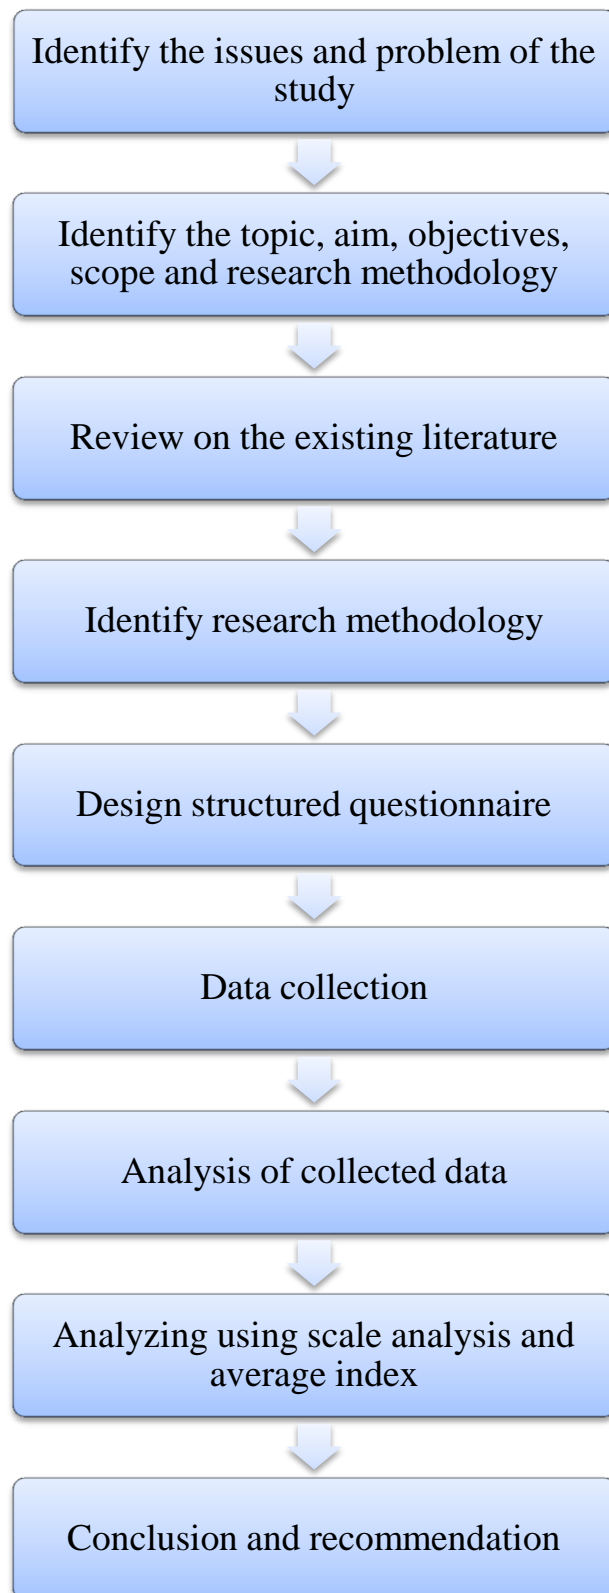 Identify the issues and problem of the
study
Identify the topic, aim, objectives,
scope and research methodology
Review on the existing literature
Identify research methodology
Design structured questionnaire
Data collection
Analysis of collected data
Analyzing using scale analysis and
average index
Conclusion and recommendation